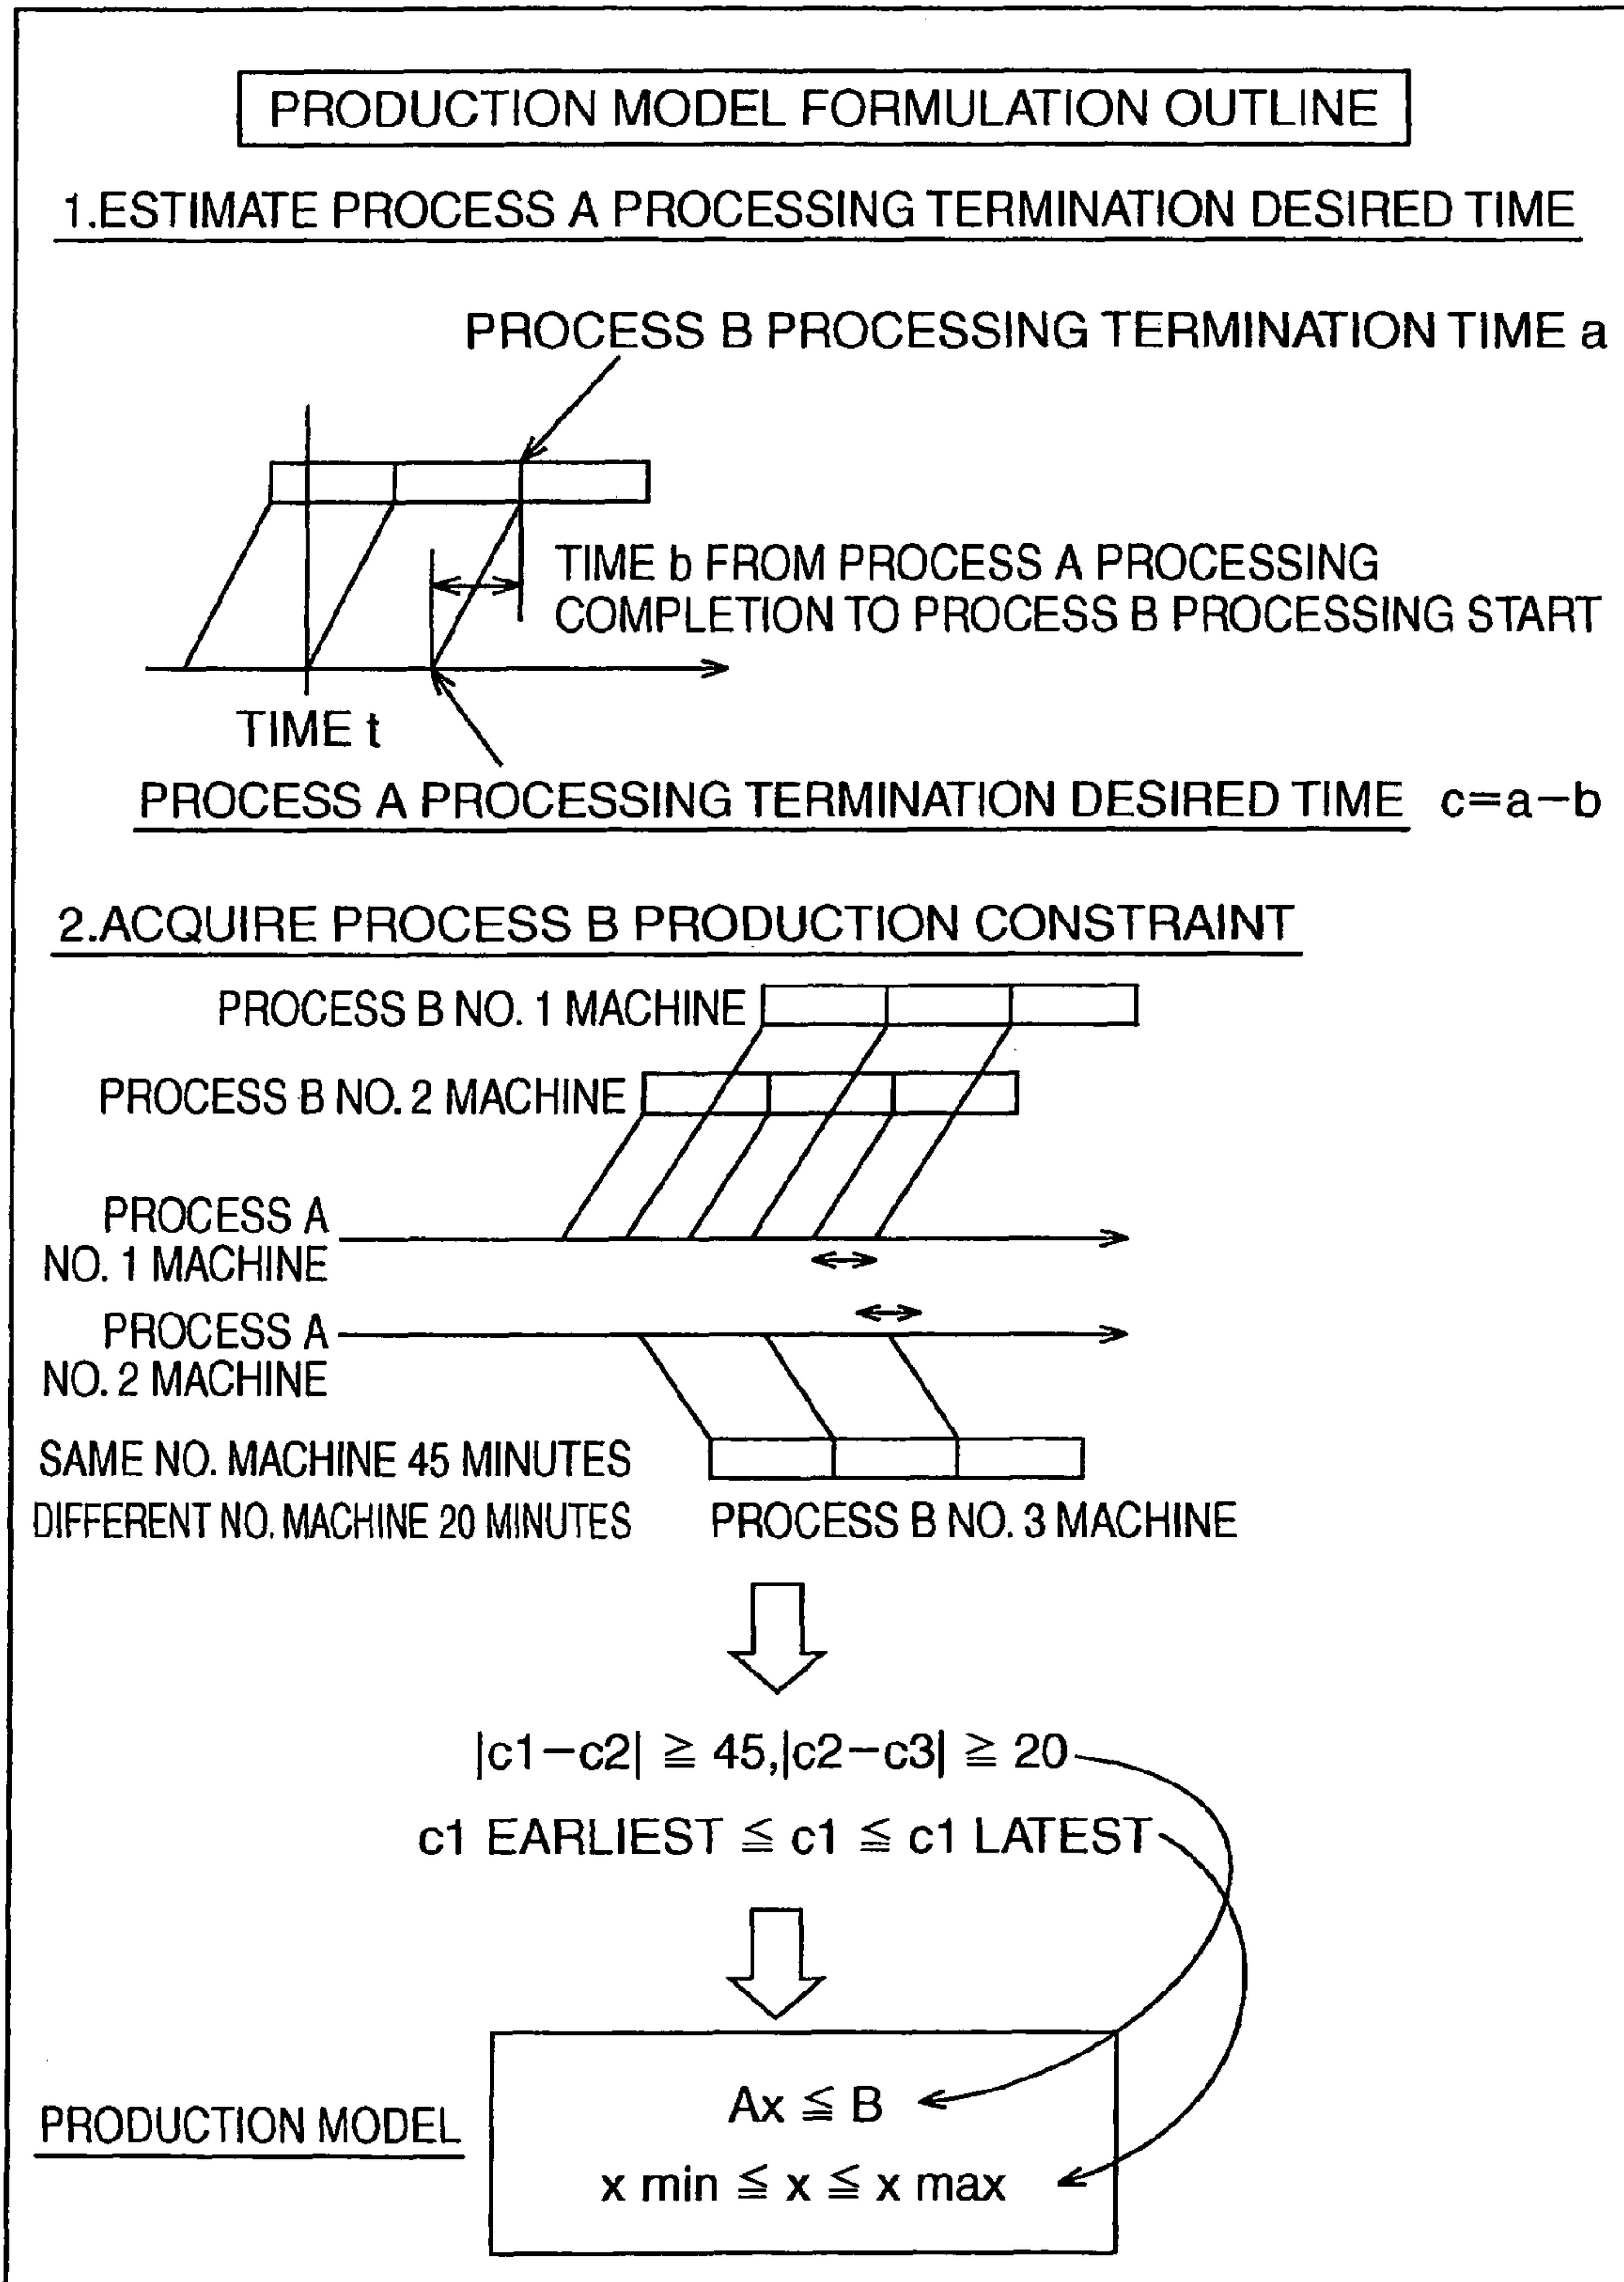 PRODUCTION MODEL FORMULATION OUTLINE
1.ESTIMATE PROCESS A PROCESSING TERMINATION DESIRED TIME
PROCESS B PROCESSING TERMINATION TIME a
TIME b FROM PROCESS A PROCESSING
COMPLETION TO PROCESS B PROCESSING START
TIME t
PROCESS A PROCESSING TERMINATION DESIRED TIME c=a−b
2.ACQUIRE PROCESS B PRODUCTION CONSTRAINT
PROCESS B NO. 1 MACHINE
PROCESS B NO. 2 MACHINE
PROCESS A
NO. 1 MACHINE
PROCESS A
NO. 2 MACHINE
SAME NO. MACHINE 45 MINUTES
DIFFERENT NO. MACHINE 20 MINUTES
PROCESS B NO. 3 MACHINE
|c1−c2| ≧ 45,|c2−c3| ≧ 20
c1 EARLIEST ≦ c1 ≦ c1 LATEST
PRODUCTION MODEL
Ax ≦ B
x min ≦ x ≦ x max